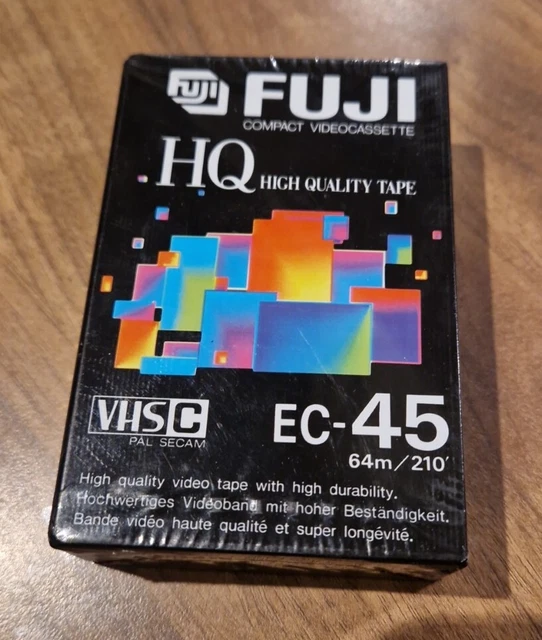 FUJI FUJI
COMPACT VIDEOCASSETTE
HQ HIGH QUALITY TAPE
VHSC EC-45
PAL SECAM 64m/210'
High quality video tape with high durability.
Hochwertiges Videoband mit hoher Beständigkeit.
Bande vidéo haute qualité et super longévité.